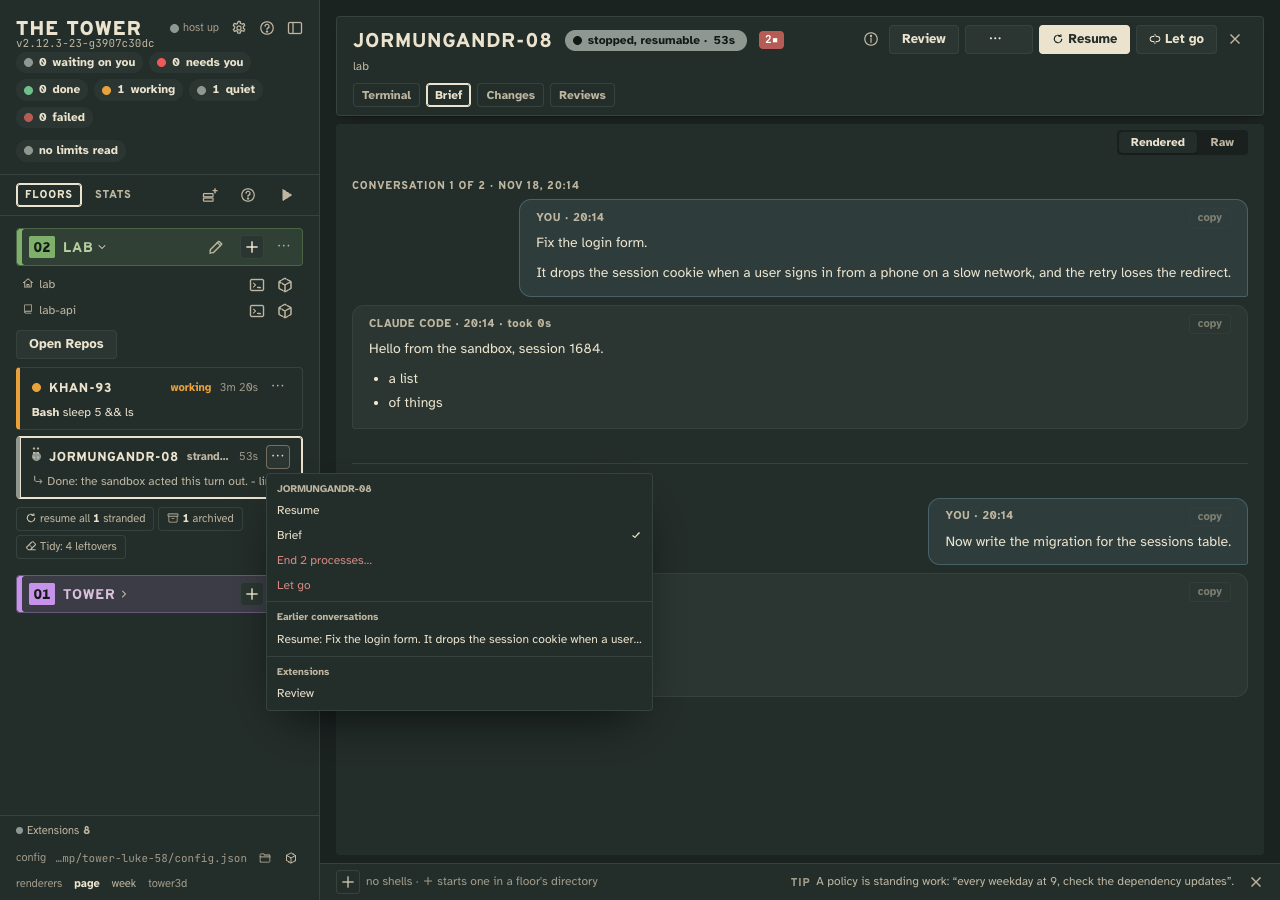 THE TOWER
host up
v2.12.3-23-g3907c30dc
0 waiting on you
0 needs you
0 done
1 working
1 quiet
0 failed
no limits read
FLOORS
STATS
02 LAB
lab
lab-api
Open Repos
KHAN-93
working
3m 20s
Bash sleep 5 && ls
JORMUNGANDR-08
strand…
53s
Done: the sandbox acted this turn out. - li
resume all 1 stranded
1 archived
Tidy: 4 leftovers
01 TOWER
Extensions 8
config
…mp/tower-luke-58/config.json
renderers
page
week
tower3d
JORMUNGANDR-08
stopped, resumable · 53s
2
Review
…
Resume
Let go
lab
Terminal
Brief
Changes
Reviews
Rendered
Raw
CONVERSATION 1 OF 2 · NOV 18, 20:14
YOU · 20:14
copy
Fix the login form.
It drops the session cookie when a user signs in from a phone on a slow network, and the retry loses the redirect.
CLAUDE CODE · 20:14 · took 0s
copy
Hello from the sandbox, session 1684.
• a list
• of things
YOU · 20:14
copy
Now write the migration for the sessions table.
copy
JORMUNGANDR-08
Resume
Brief
End 2 processes…
Let go
Earlier conversations
Resume: Fix the login form. It drops the session cookie when a user…
Extensions
Review
no shells · + starts one in a floor's directory
TIP A policy is standing work: “every weekday at 9, check the dependency updates”.